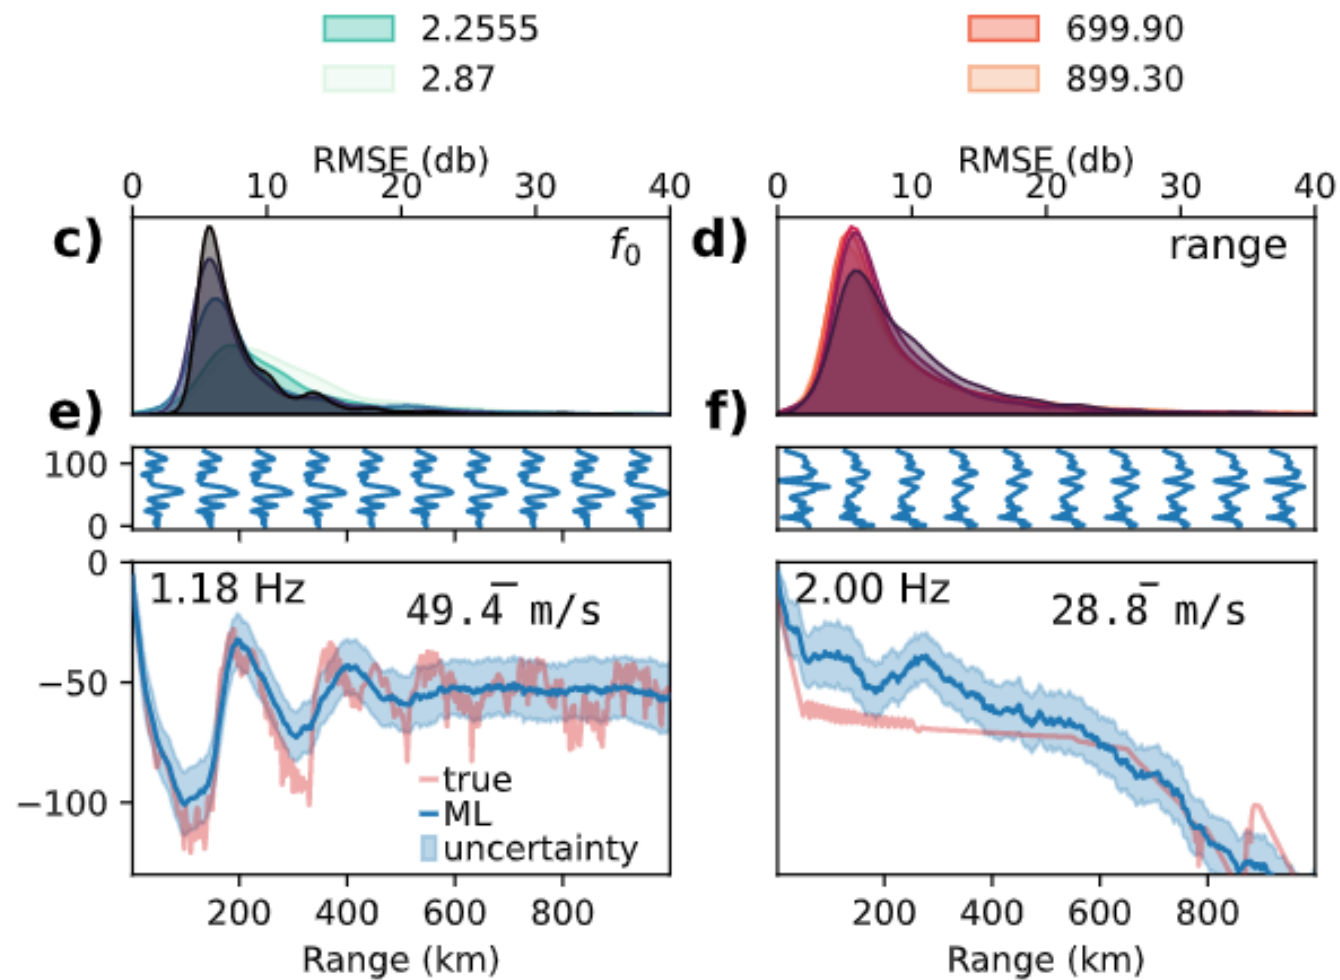 2.2555
2.87
699.90
899.30
RMSE (db)
0 10 20 30 40
RMSE (db)
0 10 20 30 40
c)
f0
d)
range
e)
100
0
f)
0
−50
−100
1.18 Hz
49.4 m/s
true
ML
uncertainty
2.00 Hz
28.8 m/s
200 400 600 800
Range (km)
200 400 600 800
Range (km)